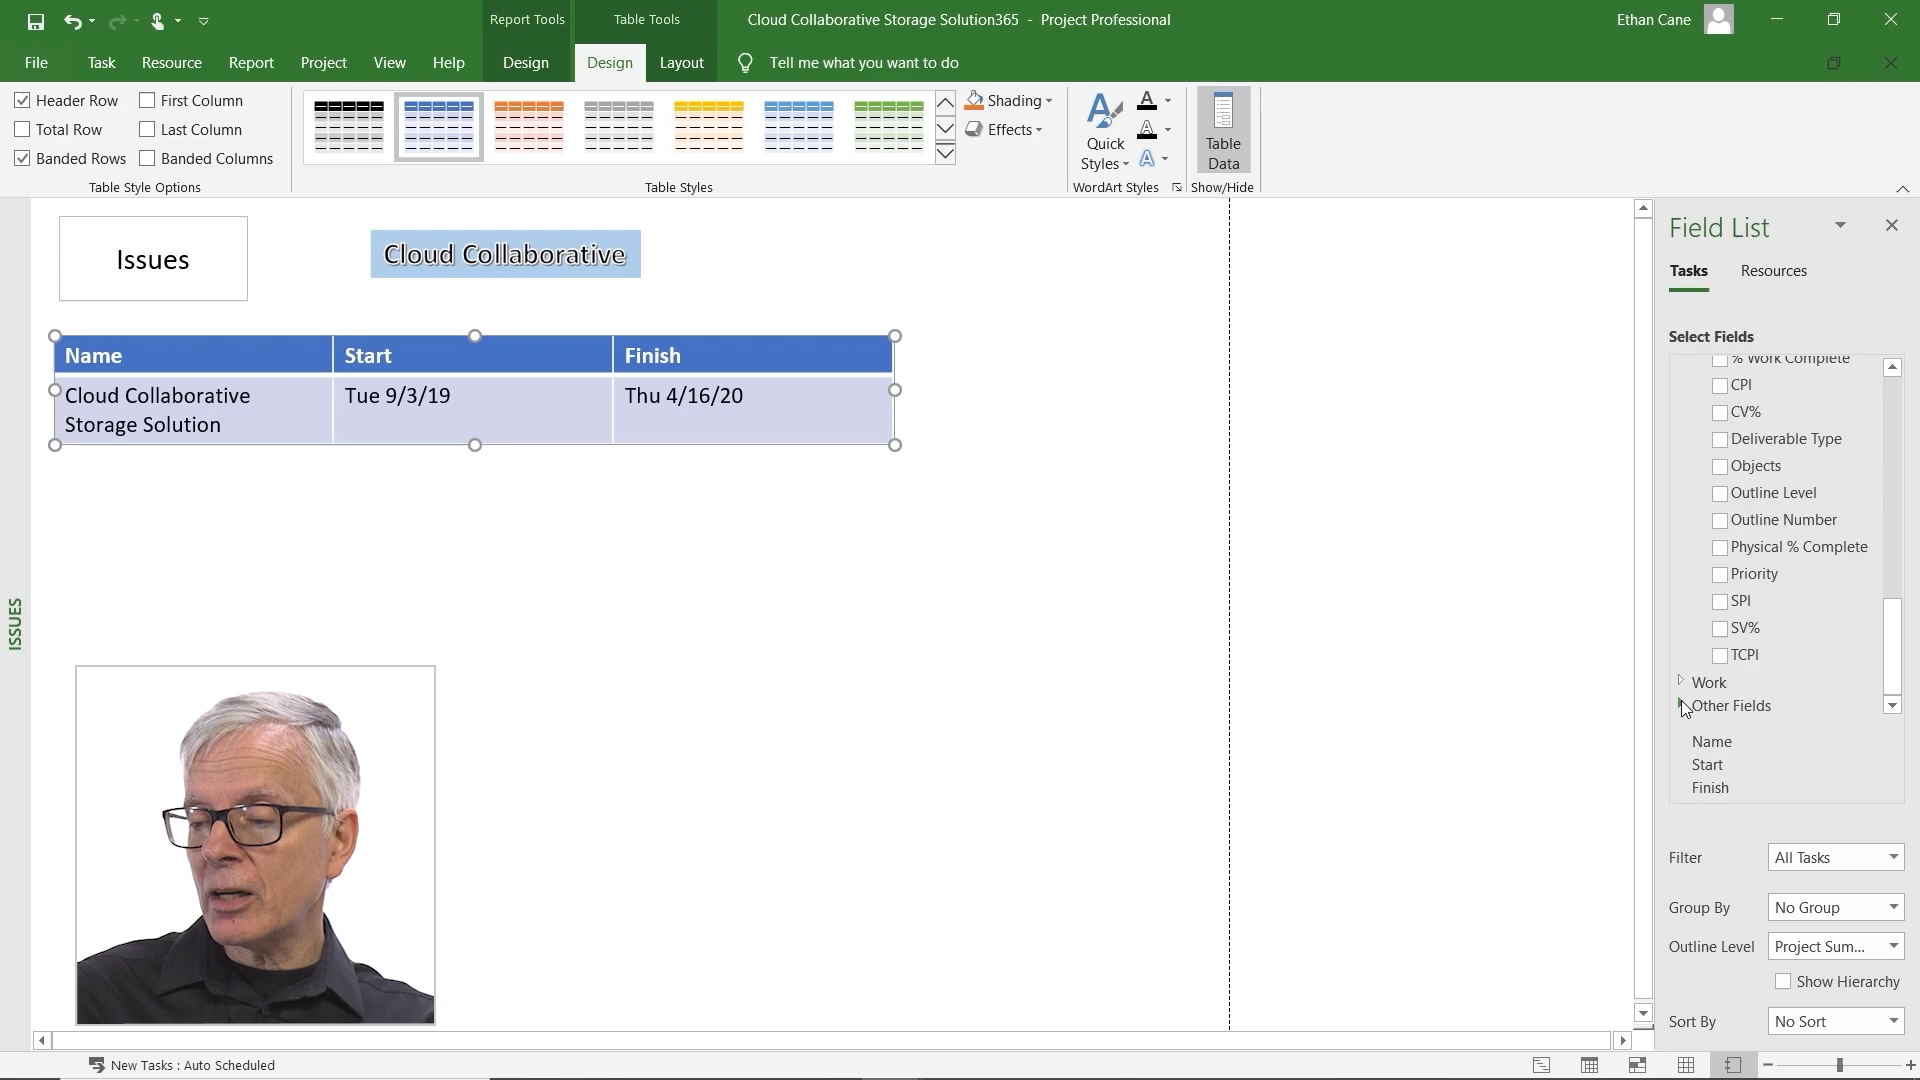 Report Tools
Table Tools
Cloud Collaborative Storage Solution365 - Project Professional
Ethan Cane
File
Task
Resource
Report
Project
View
Help
Design
Design
Layout
Tell me what you want to do
Header Row
First Column
Total Row
Last Column
Banded Rows
Banded Columns
Table Style Options
Table Styles
Shading
Effects
Quick
Styles
WordArt Styles
Table
Data
Show/Hide
Issues
Cloud Collaborative
Name
Start
Finish
Cloud Collaborative
Storage Solution
Tue 9/3/19
Thu 4/16/20
ISSUES
Field List
Tasks
Resources
Select Fields
% Work Complete
CPI
CV%
Deliverable Type
Objects
Outline Level
Outline Number
Physical % Complete
Priority
SPI
SV%
TCPI
Work
Other Fields
Name
Start
Finish
Filter
All Tasks
Group By
No Group
Outline Level
Project Sum...
Show Hierarchy
Sort By
No Sort
New Tasks : Auto Scheduled